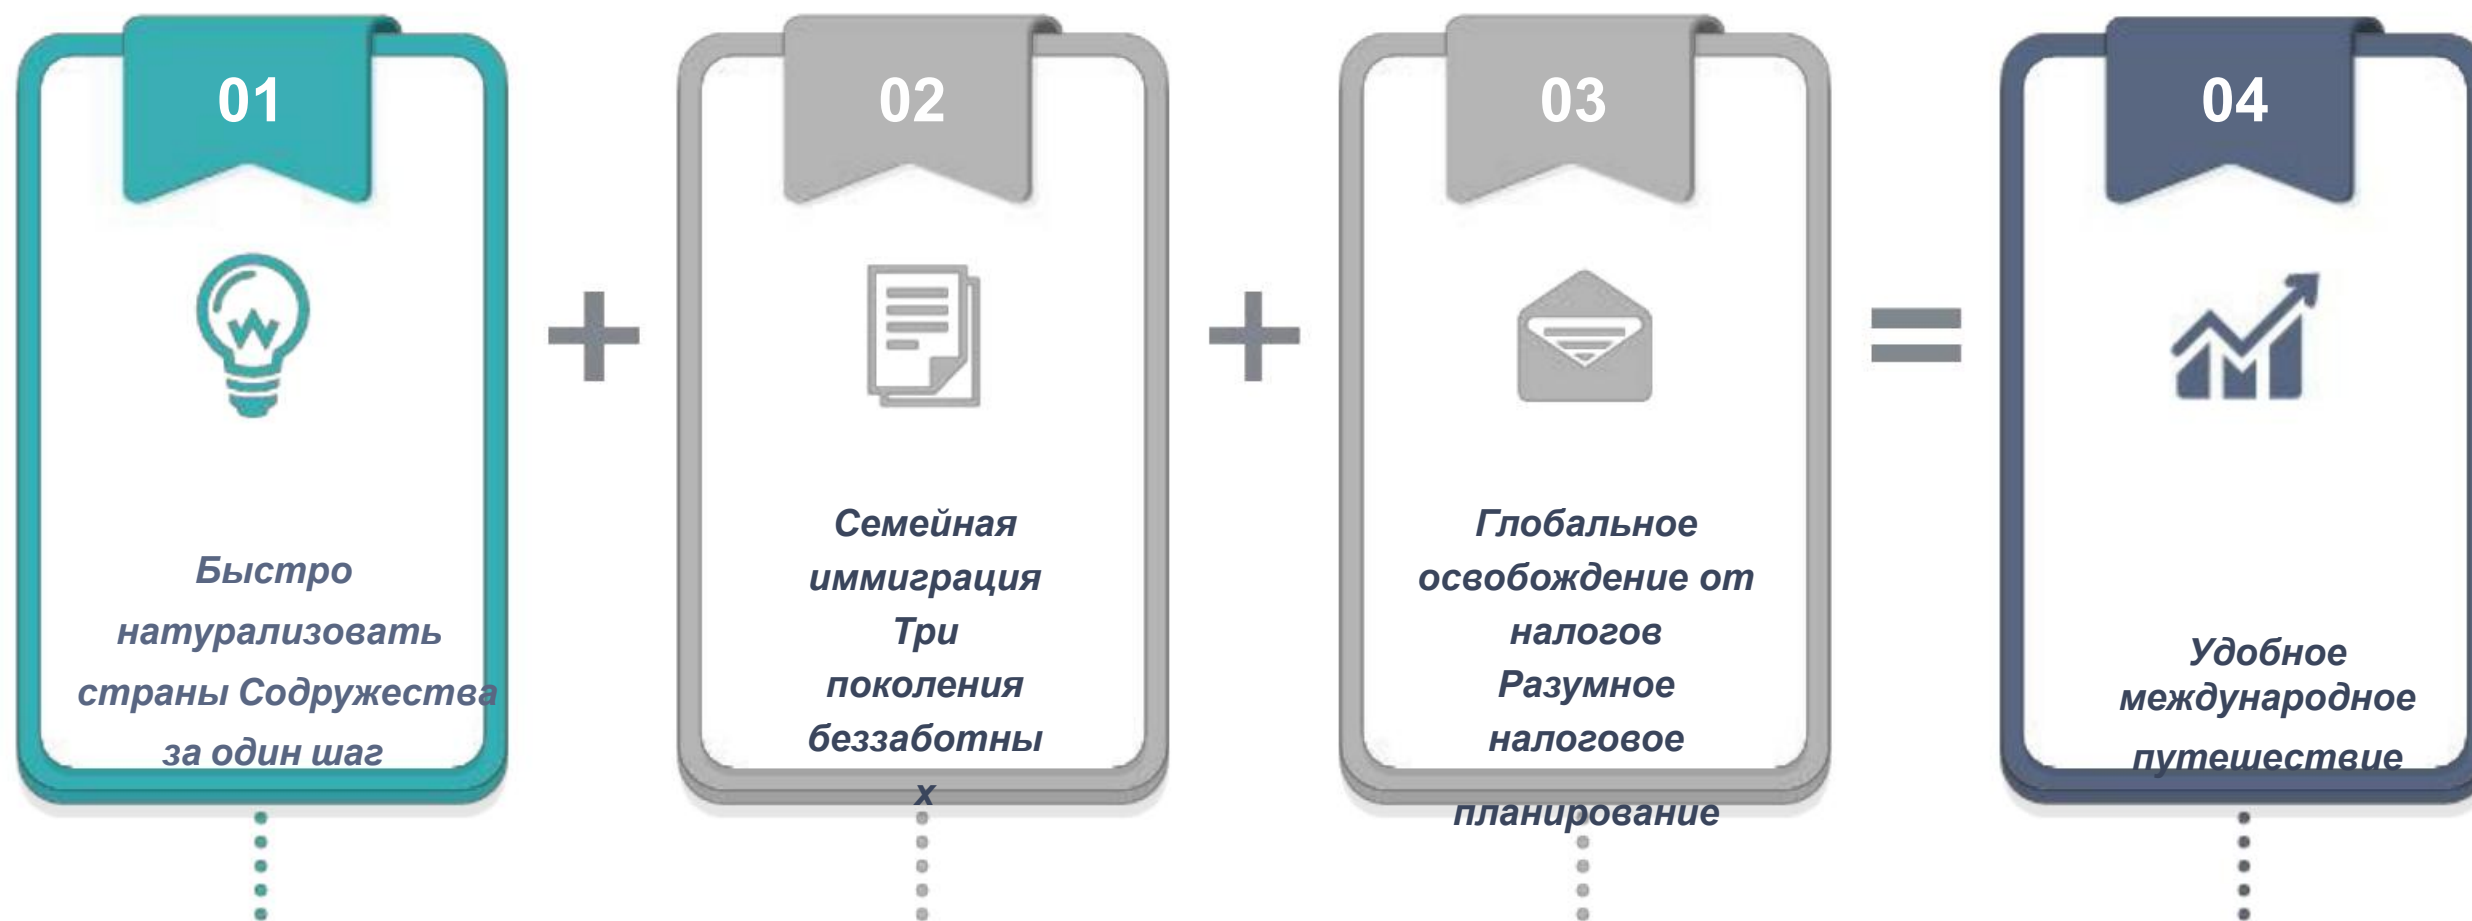 01
Быстро
натурализовать
страны Содружества
за один шаг
02
Семейная
иммиграция
Три
поколения
беззаботны
х
03
Глобальное
освобождение от
налогов
Разумное
налоговое
планирование
04
Удобное
международное
путешествие